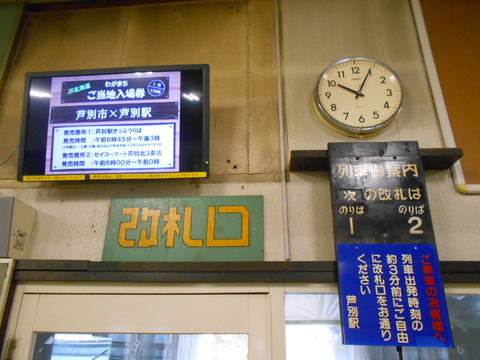 JR北海道
わがまち
ご当地入場券
芦別市×芦別駅
発売箇所1:芦別駅きっぷうりば
発売時間 :午前6時45分～午後3時
発売箇所2:セイコーマート芦別北3条店
発売時間 :午前6時00分～午前0時
改札口
列車御案内
次の改札は
のりば のりば
1 2
ご乗車のお客様へ
列車出発時刻の
約3分前にご自由
に改札口をお通り
ください
芦別駅